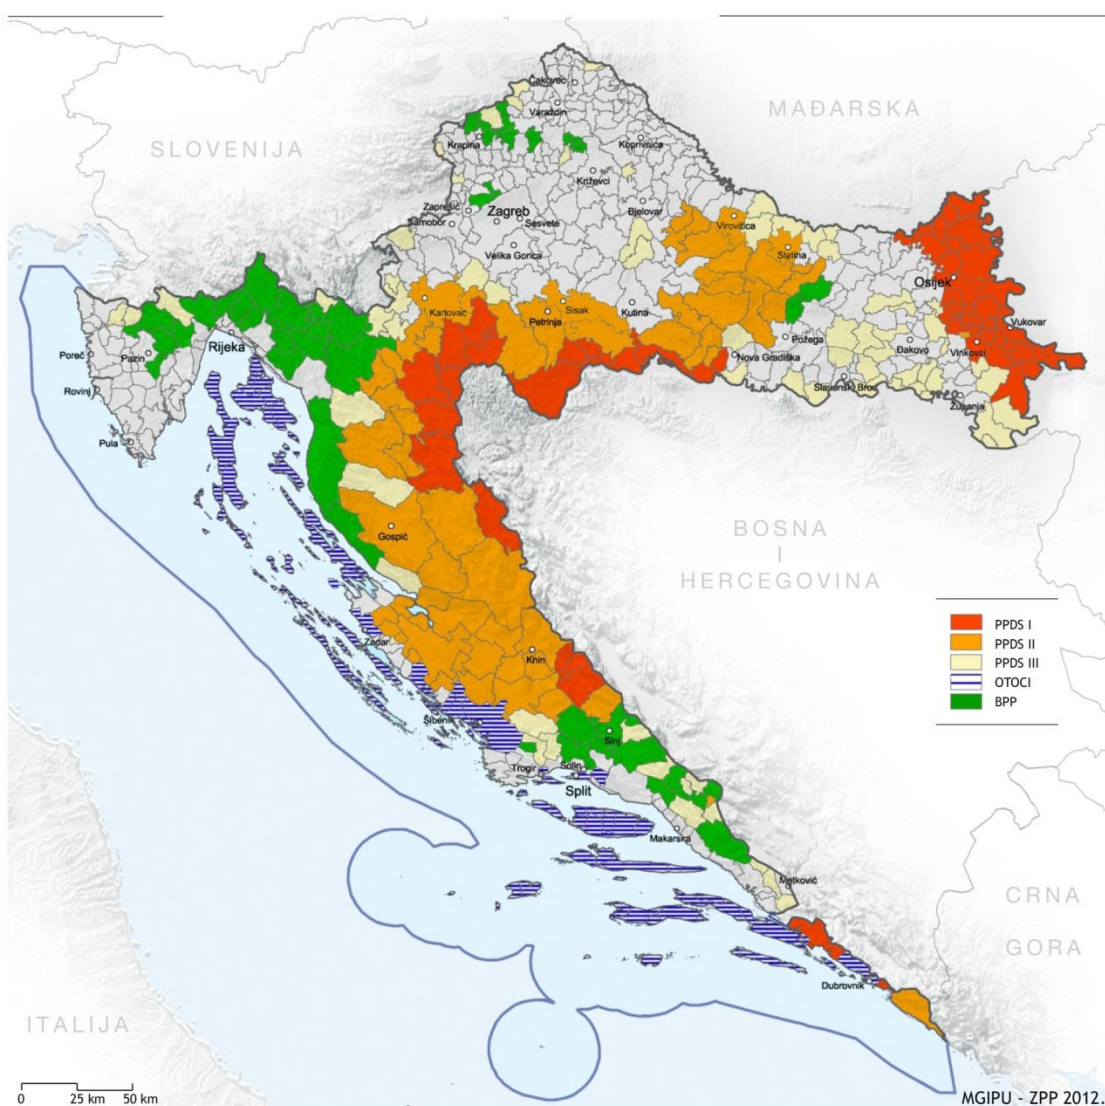 MAĐARSKA
SLOVENIJA
Čakovec
Varaždin
Krapina
Koprivnica
Križevci
Zaprešić
Zagreb
Sesvete
Samobor
Bjelovar
Virovitica
Velika Gorica
Slatina
Osijek
Karlovac
Sisak
Petrinja
Kutina
Vukovar
Rijeka
Požega
Đakovo
Vinkovci
Poreč
Pazin
Nova Gradiška
Slavonski Brod
Rovinj
Županja
Pula
BOSNA
I
HERCEGOVINA
Gospić
PPDS I
PPDS II
PPDS III
OTOCI
BPP
Zadar
Knin
Šibenik
Sinj
Trogir
Solin
Split
Makarska
Metković
CRNA
GORA
Dubrovnik
ITALIJA
0 25 km 50 km
MGIPU - ZPP 2012.